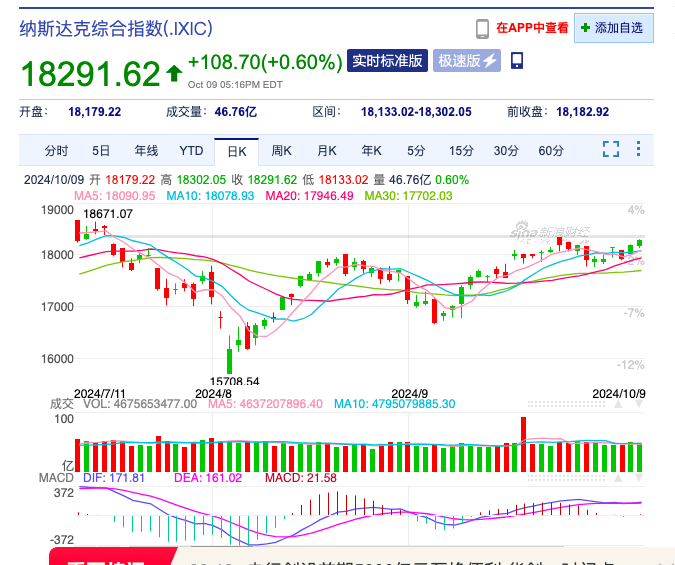 纳斯达克综合指数(.IXIC)
在APP中查看
添加自选
18291.62
+108.70(+0.60%)
实时标准版
极速版
Oct 09 05:16PM EDT
开盘: 18,179.22 成交量: 46.76亿 区间: 18,133.02-18,302.05 前收盘: 18,182.92
分时 5日 年线 YTD 日K 周K 月K 年K 5分 15分 30分 60分
2024/10/09 开 18179.22 高 18302.05 收 18291.62 低 18133.02 量 46.76亿 0.60%
MA5: 18090.95 MA10: 18078.93 MA20: 17946.49 MA30: 17702.03
19000 4%
18671.07
sina 新浪财经
18000
17000 -7%
16000 -12%
15708.54
2024/7/11 2024/8 2024/9 2024/10/9
成交 VOL: 4675653477.00 MA5: 4637207896.40 MA10: 4795079885.30
100
亿
MACD DIF: 171.81 DEA: 161.02 MACD: 21.58
372
-372